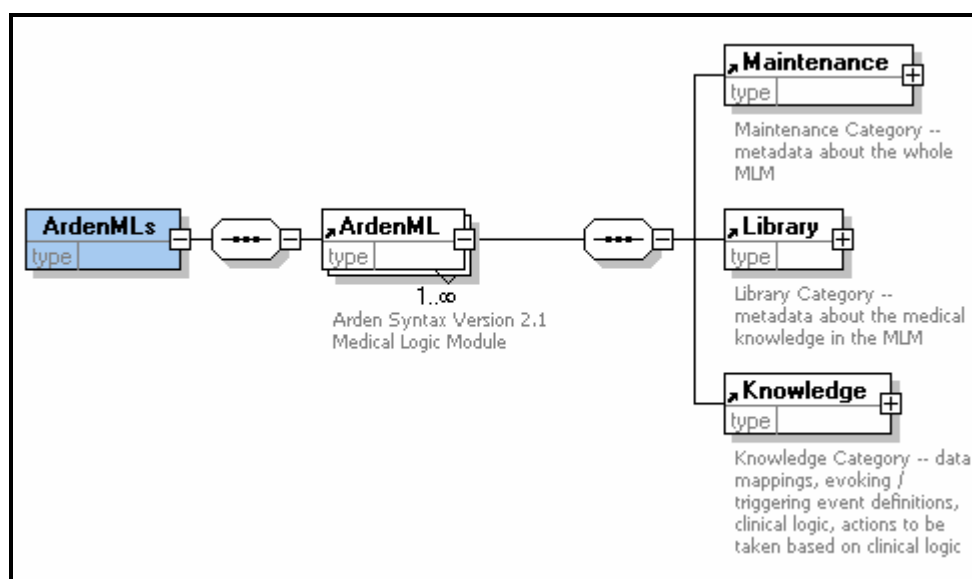 ArdenMLs
type
ArdenML
type
1..∞
Arden Syntax Version 2.1
Medical Logic Module
Maintenance
type
Maintenance Category --
metadata about the whole
MLM
Library
type
Library Category --
metadata about the medical
knowledge in the MLM
Knowledge
type
Knowledge Category -- data
mappings, evoking /
triggering event definitions,
clinical logic, actions to be
taken based on clinical logic